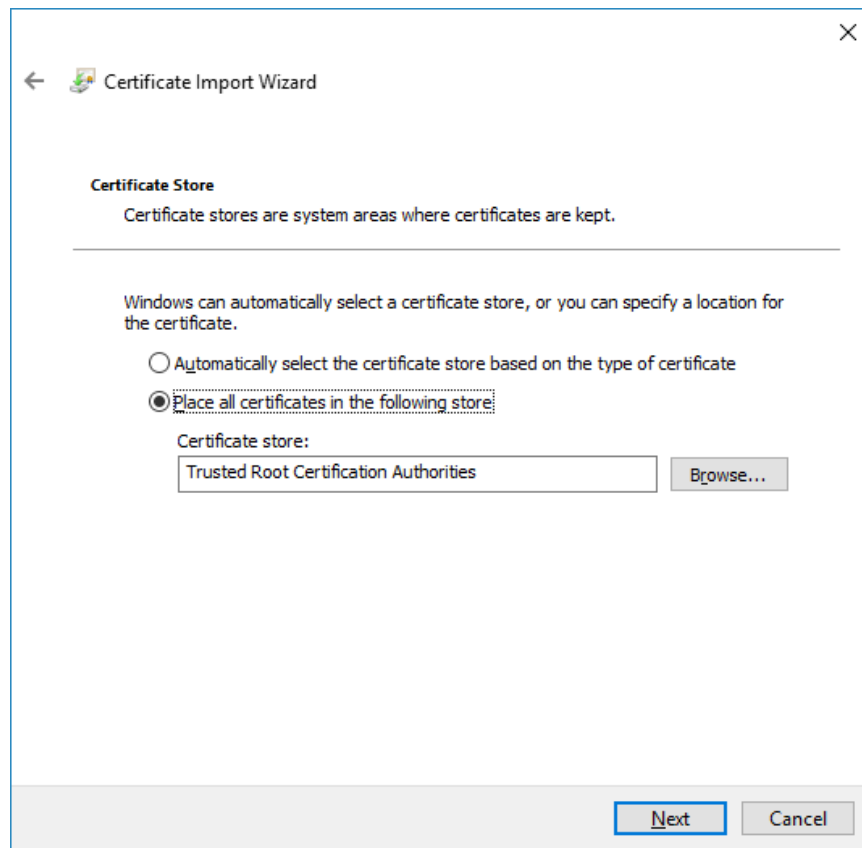 Certificate Import Wizard
Certificate Store
Certificate stores are system areas where certificates are kept.
Windows can automatically select a certificate store, or you can specify a location for
the certificate.
Automatically select the certificate store based on the type of certificate
Place all certificates in the following store
Certificate store:
Trusted Root Certification Authorities
Browse...
Next
Cancel